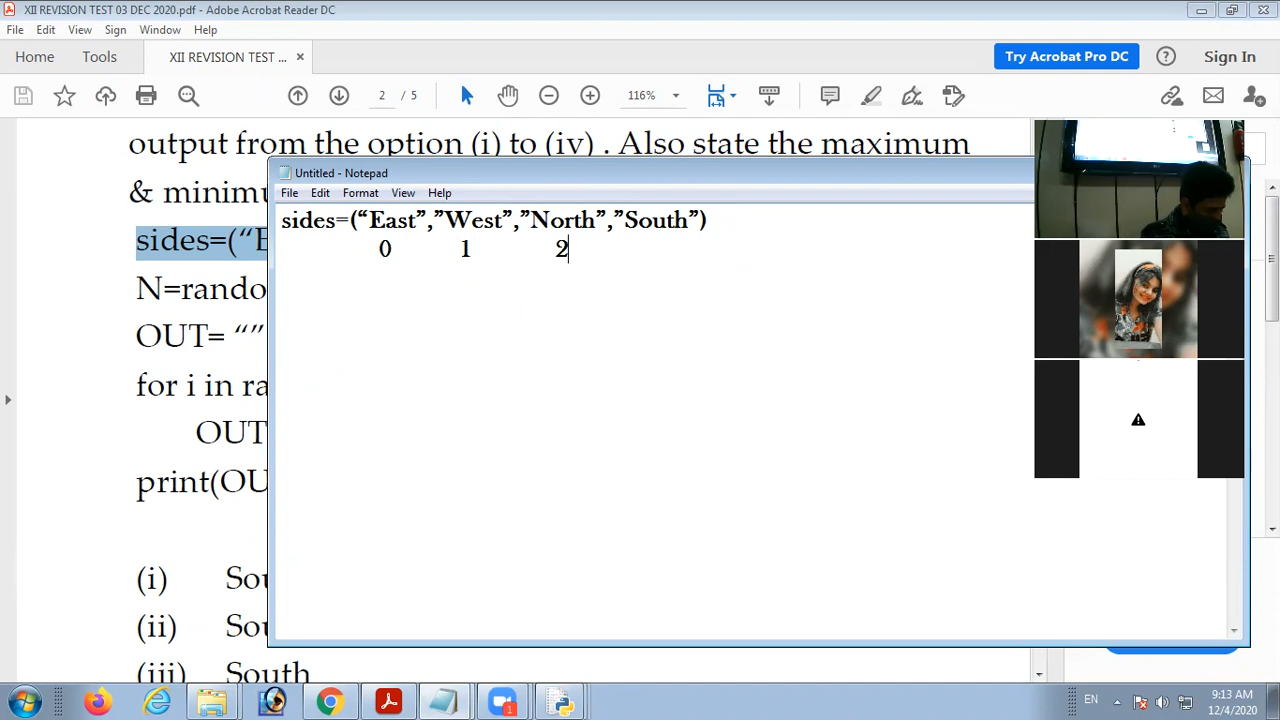 XII REVISION TEST 03 DEC 2020.pdf - Adobe Acrobat Reader DC
File Edit View Sign Window Help
Home Tools XII REVISION TEST ... × Try Acrobat Pro DC ? Sign In
2 / 5 116%
output from the option (i) to (iv) . Also state the maximum
& minimu
Untitled - Notepad
File Edit Format View Help
sides=(“E
sides=(“East”,”West”,”North”,”South”)
0 1 2
N=rando
OUT= “”
for i in ra
OUT
print(OU
(i) Sou
(ii) Sou
(iii) South
EN 9:13 AM
12/4/2020